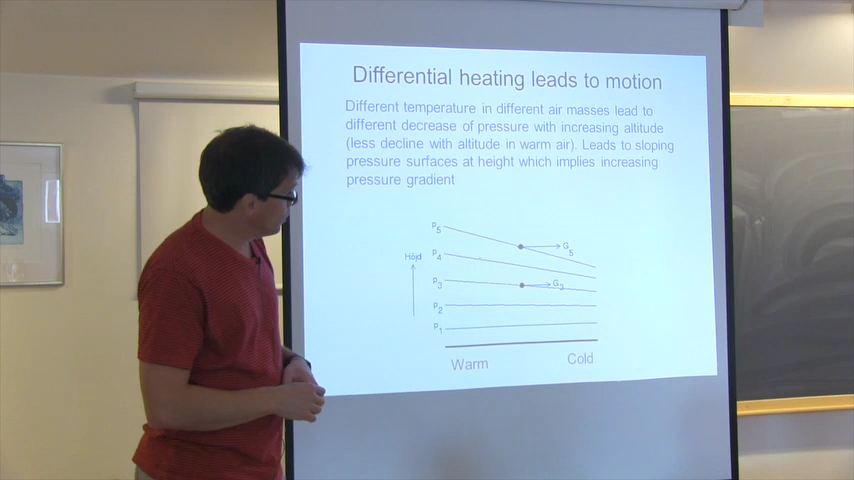 Differential heating leads to motion
Different temperature in different air masses lead to
different decrease of pressure with increasing altitude
(less decline with altitude in warm air). Leads to sloping
pressure surfaces at height which implies increasing
pressure gradient
p5
G5
p4
Höjd
p3
G3
p2
p1
Warm
Cold